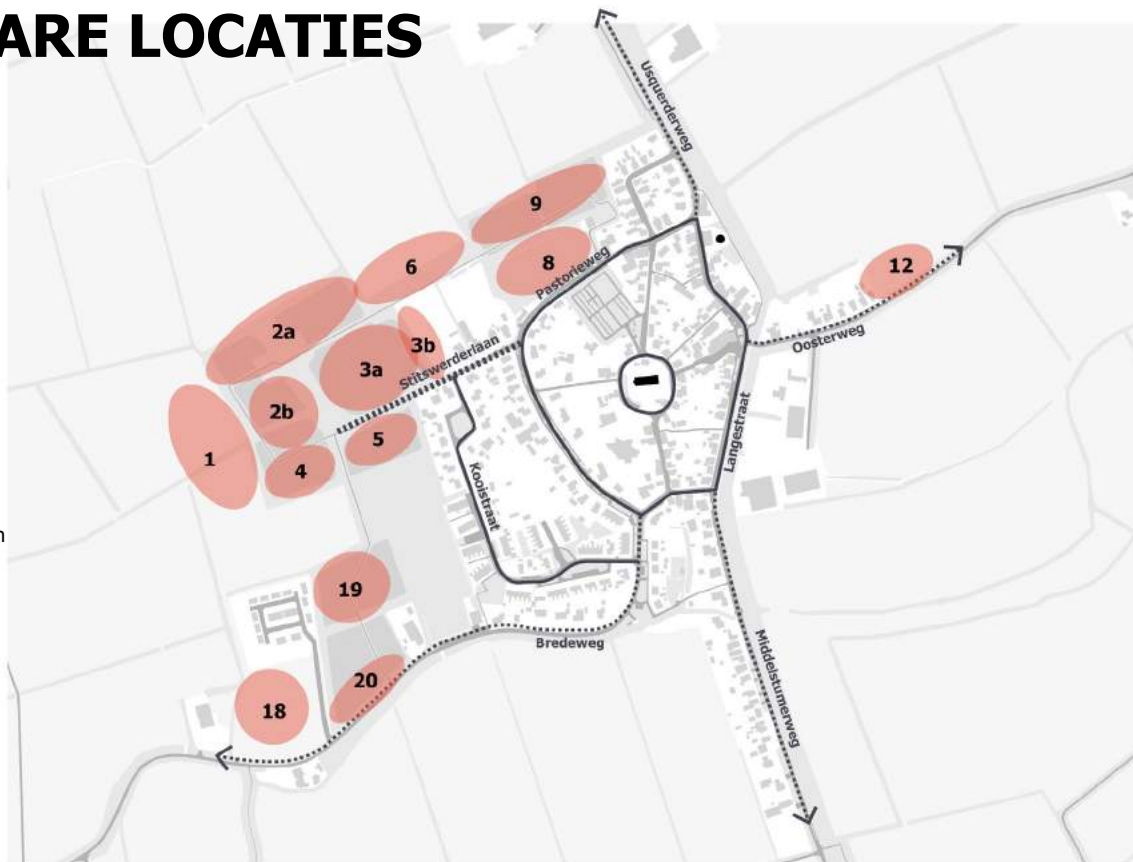 ARE LOCATIES
Usquerderweg
9
8
6
Pastorieweg
12
2a
3b
3a
Stitswerderlaan
Oosterweg
2b
5
1
4
Langestraat
Kooistraat
n
19
Bredeweg
Middelstumerweg
20
18